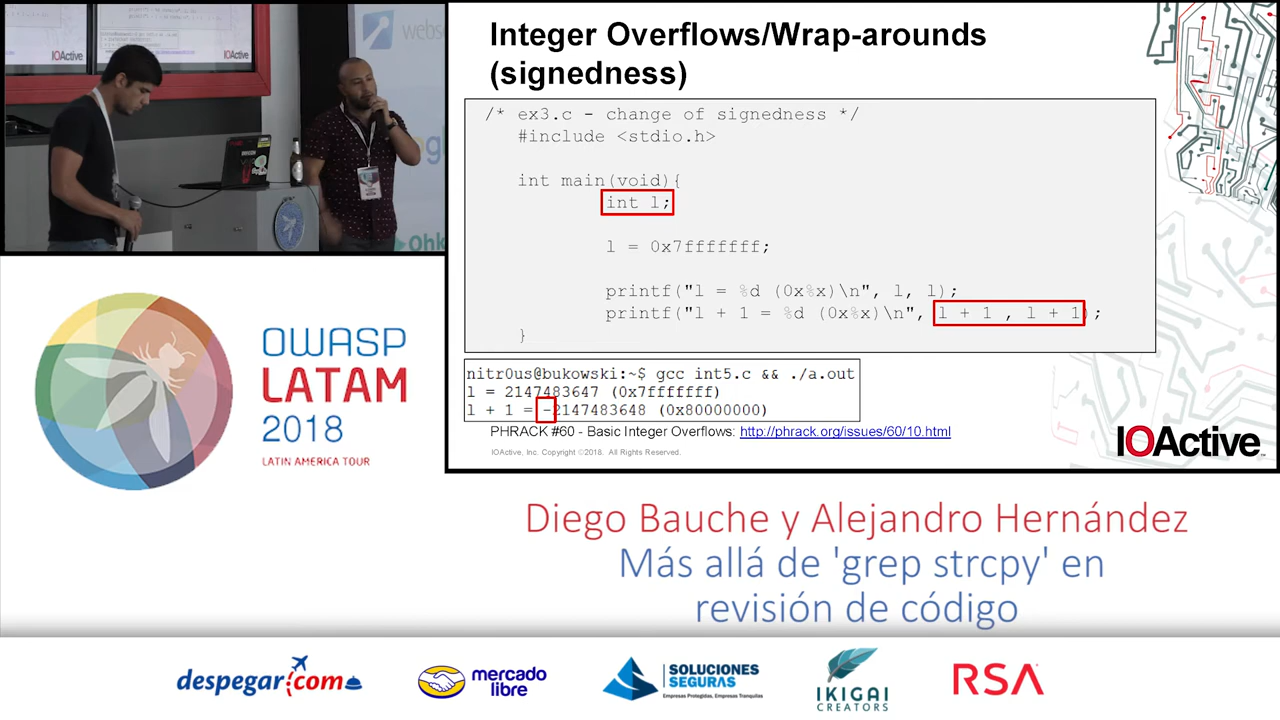 IOActive
webse
Ohk
Integer Overflows/Wrap-arounds
(signedness)
/* ex3.c - change of signedness */
#include <stdio.h>
int main(void){
int l;
l = 0x7fffffff;
printf("l = %d (0x%x)\n", l, l);
printf("l + 1 = %d (0x%x)\n", l + 1 , l + 1);
}
nitr0us@bukowski:~$ gcc int5.c && ./a.out
l = 2147483647 (0x7fffffff)
l + 1 = -2147483648 (0x80000000)
PHRACK #60 - Basic Integer Overflows: http://phrack.org/issues/60/10.html
IOActive, Inc. Copyright ©2018. All Rights Reserved.
IOActive™
OWASP
LATAM
2018
LATIN AMERICA TOUR
Diego Bauche y Alejandro Hernández
Más allá de 'grep strcpy' en
revisión de código
despegar.com
mercado
libre
SOLUCIONES
SEGURAS
Empresas Protegidas, Empresas Tranquilas
IKIGAI
CREATORS
RSA